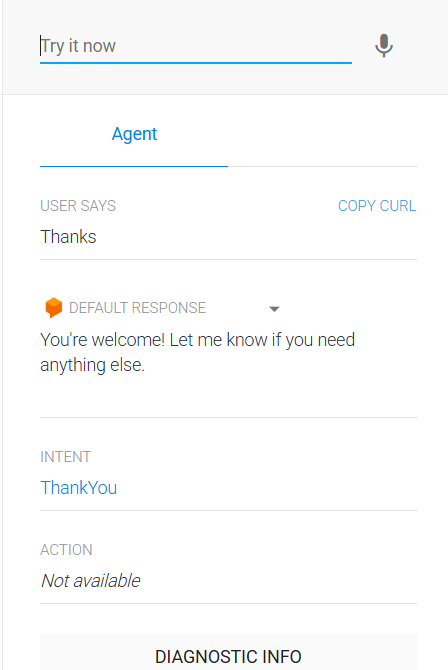 Try it now
Agent
USER SAYS COPY CURL
Thanks
DEFAULT RESPONSE
You're welcome! Let me know if you need
anything else.
INTENT
ThankYou
ACTION
Not available
DIAGNOSTIC INFO